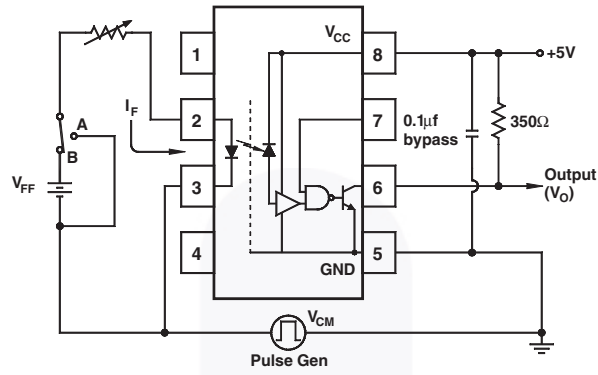 V_CC
1
8
+5V
A
I_F
2
7
0.1μf
bypass
350Ω
B
V_FF
3
6
Output
(V_O)
4
GND
5
V_CM
Pulse Gen